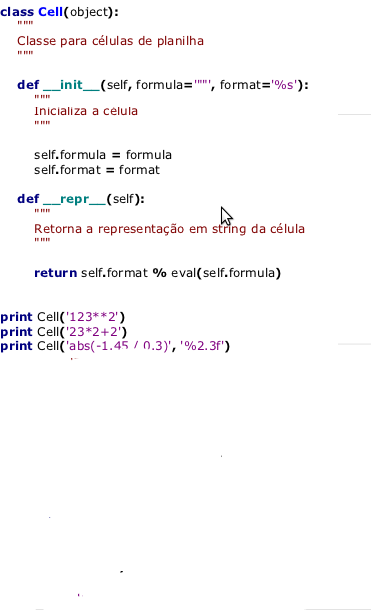 class Cell(object):
    """
    Classe para células de planilha
    """
    def __init__(self, formula='""', format='%s'):
        """
        Inicializa a célula
        """
        self.formula = formula
        self.format = format
    def __repr__(self):
        """
        Retorna a representação em string da célula
        """
        return self.format % eval(self.formula)
print Cell('123**2')
print Cell('23*2+2')
print Cell('abs(-1.45 / 0.3)', '%2.3f')